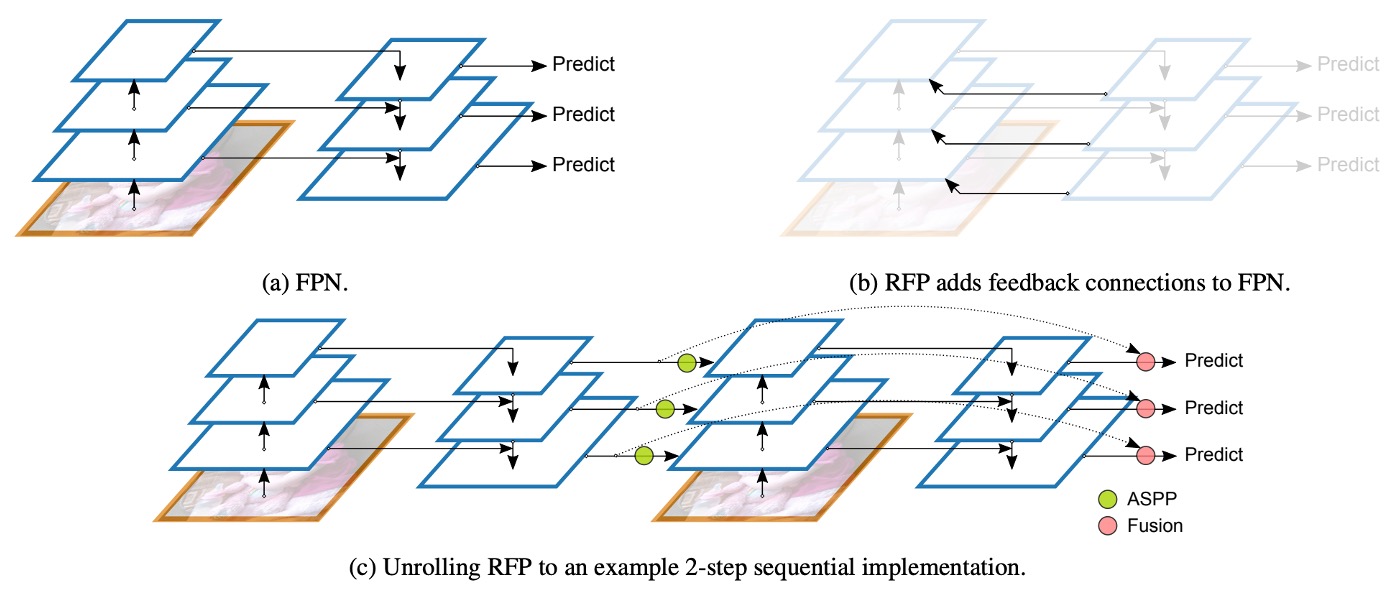 Predict
Predict
Predict
Predict
Predict
Predict
(a) FPN.
(b) RFP adds feedback connections to FPN.
Predict
Predict
Predict
ASPP
Fusion
(c) Unrolling RFP to an example 2-step sequential implementation.